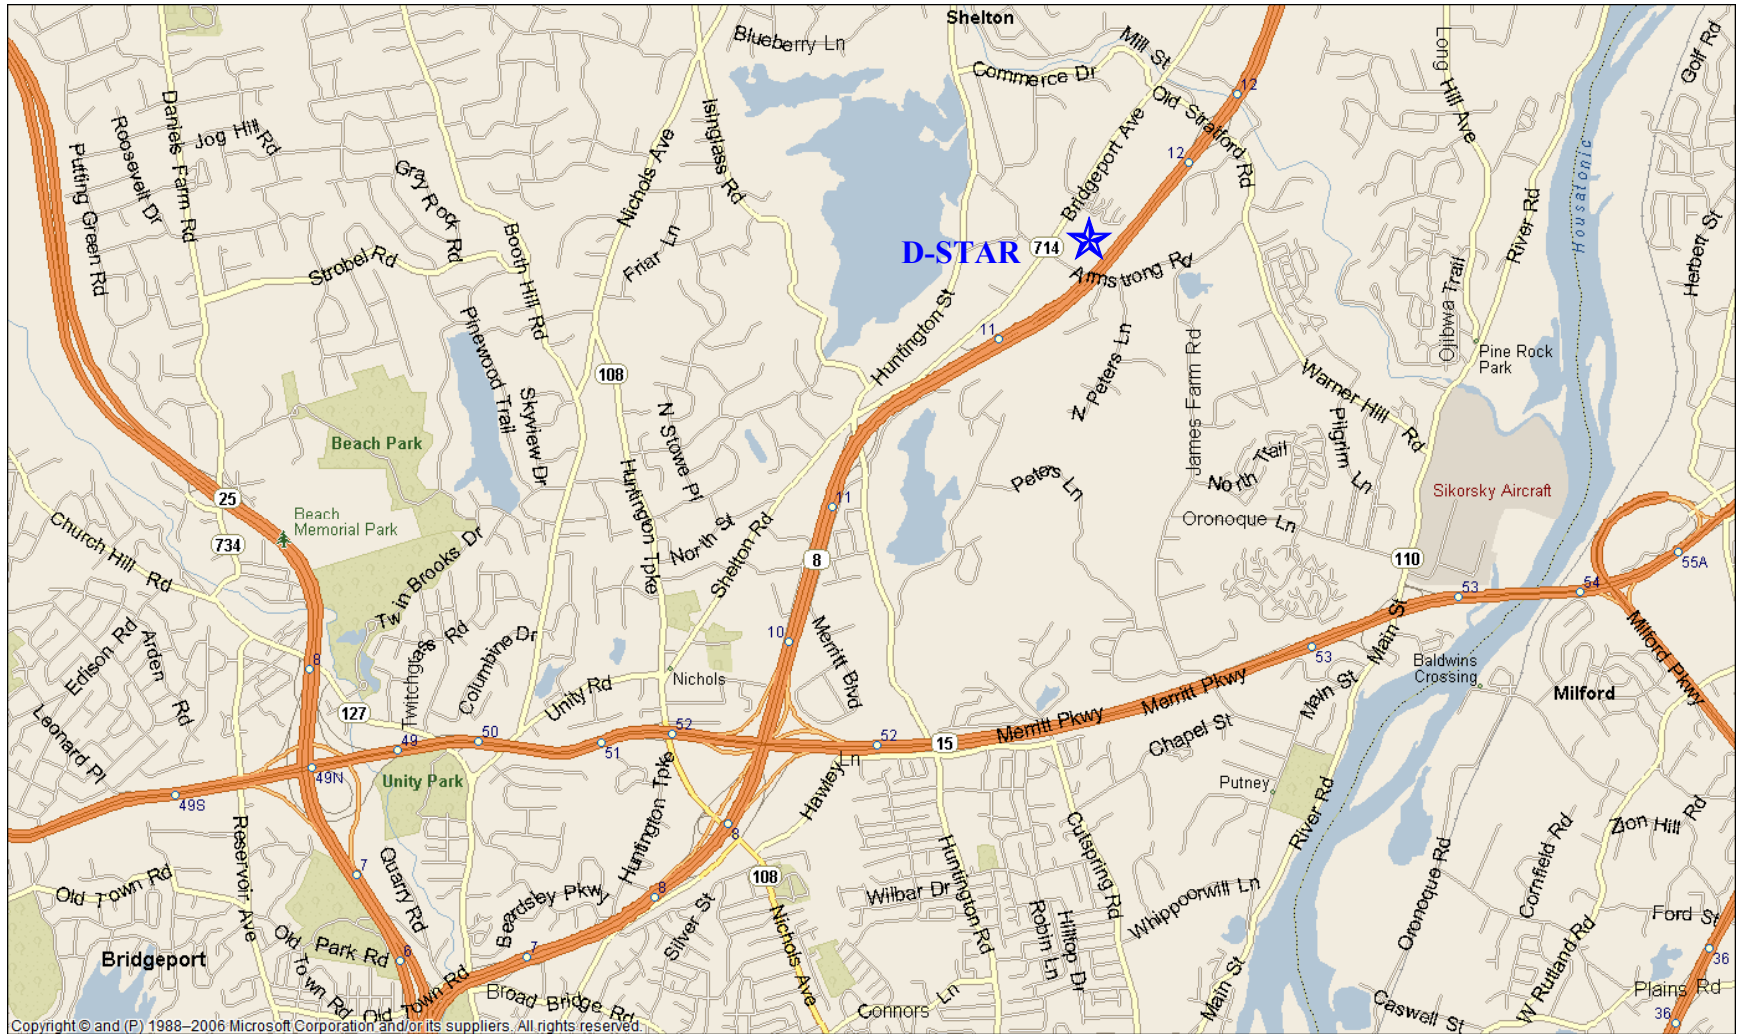 Shelton
Blueberry Ln
Mill St
Commerce Dr
Long Hill Ave
Golf Rd
12
Old Stratford Rd
Daniels Farm Rd
Roosevelt Dr
Jog Hill Rd
Putting Green Rd
Isinglass Rd
Nichols Ave
Gray Rock Rd
Bridgeport Ave
12
Housatonic
River Rd
Herbert St
Booth Hill Rd
Friar Ln
Strobel Rd
D-STAR
714
Armstrong Rd
Ojibwa Trail
Pinewood Trail
Huntington St
11
N Peters Ln
James Farm Rd
Pine Rock
Park
108
Skyview Dr
N Stowe Pl
Warner Hill Rd
Pilgrim Ln
Beach Park
Huntington Tpke
Peters Ln
North Trail
Sikorsky Aircraft
25
11
Beach
Memorial Park
Church Hill Rd
734
North St
Shelton Rd
Oronoque Ln
8
110
55A
Twin Brooks Dr
53
54
Edison Rd
Arden Rd
Twitchgrass Rd
Columbine Dr
10
Merritt Blvd
Main St
Milford Pkwy
8
Nichols
53
Baldwins
Crossing
Milford
Leonard Pl
127
Unity Rd
Merritt Pkwy
Merritt Pkwy
Main St
49
50
51
52
52
15
Chapel St
49N
Unity Park
49S
Huntington Tpke
Hawley Ln
Putney
River Rd
Reservoir Ave
8
Cutspring Rd
Zion Hill Rd
Quarry Rd
7
Huntington Rd
Oronoque Rd
Cornfield Rd
Old Town Rd
Beardsley Pkwy
8
108
Wilbar Dr
Whippoorwill Ln
Silver St
Nichols Ave
Robin Ln
Hilltop Dr
Ford St
Old Town Rd
Park Rd
6
7
Bridgeport
36
W Rutland Rd
Old Town Rd
Broad Bridge Rd
Connors Ln
Main St
Caswell St
Plains Rd
36
Copyright © and (P) 1988–2006 Microsoft Corporation and/or its suppliers. All rights reserved.